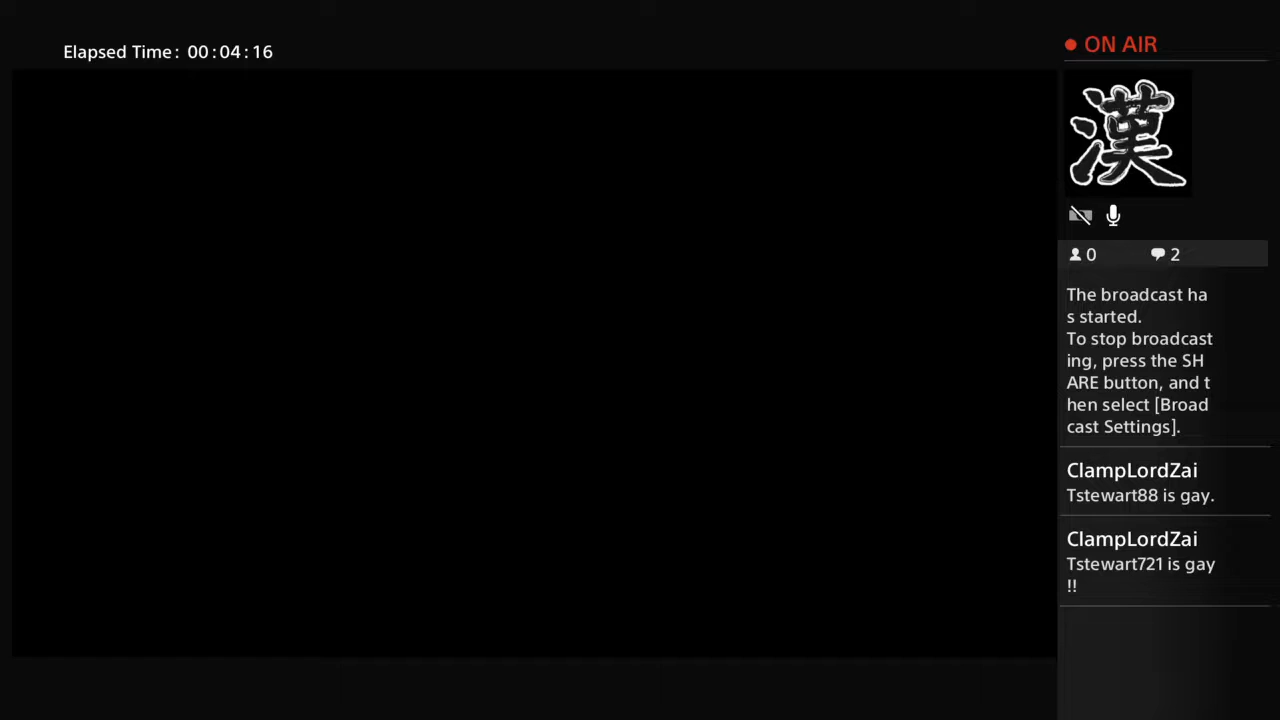 Elapsed Time: 00:04:16
ON AIR
漢
0 2
The broadcast ha
s started.
To stop broadcast
ing, press the SH
ARE button, and t
hen select [Broad
cast Settings].
ClampLordZai
Tstewart88 is gay.
ClampLordZai
Tstewart721 is gay
!!